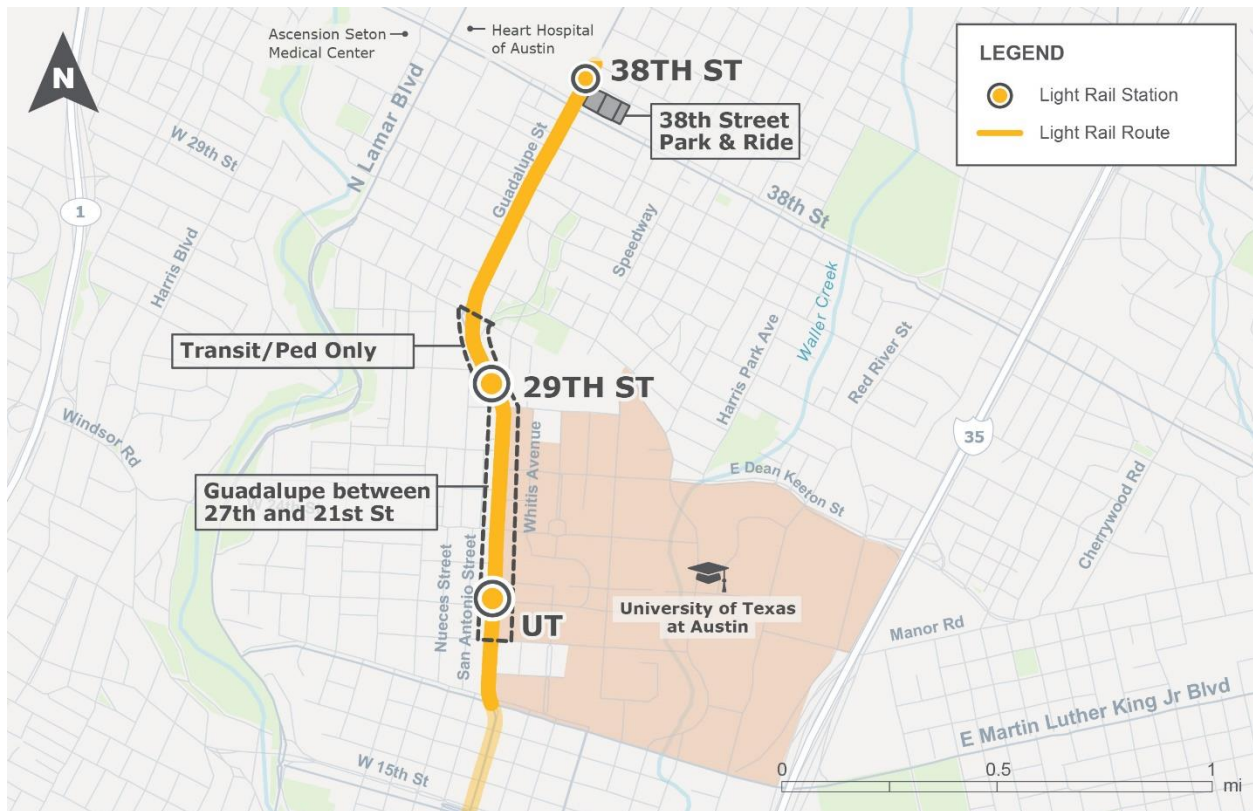 Ascension Seton
Medical Center
Heart Hospital
of Austin
N
38TH ST
LEGEND
Light Rail Station
Light Rail Route
38th Street
Park & Ride
W 29th St
N Lamar Blvd
Guadalupe St
38th St
1
Harris Blvd
Speedway
Waller Creek
Transit/Ped Only
29TH ST
Harris Park Ave
Red River St
35
Windsor Rd
Whitis Avenue
E Dean Keeton St
Cherrywood Rd
Guadalupe between
27th and 21st St
Nueces Street
San Antonio Street
UT
University of Texas
at Austin
Manor Rd
E Martin Luther King Jr Blvd
W 15th St
0 0.5 1
mi